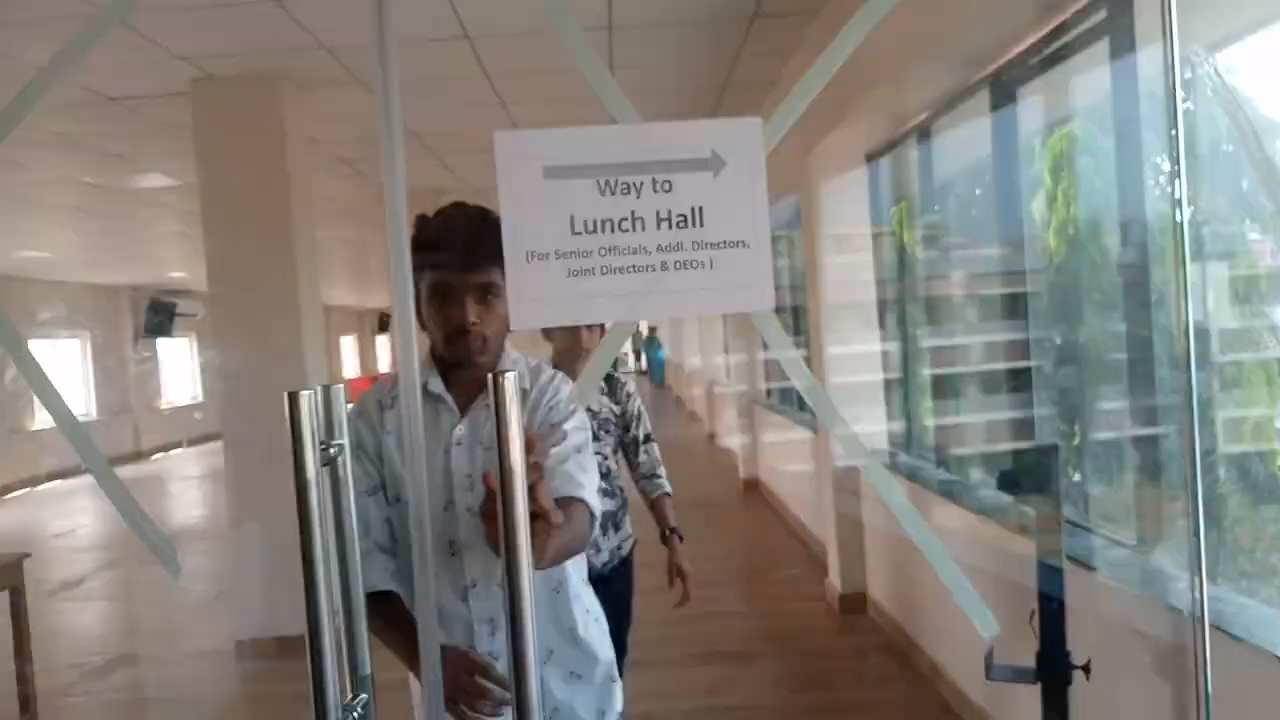 Way to
Lunch Hall
(For Senior Officials, Addl. Directors,
Joint Directors & DEOs )